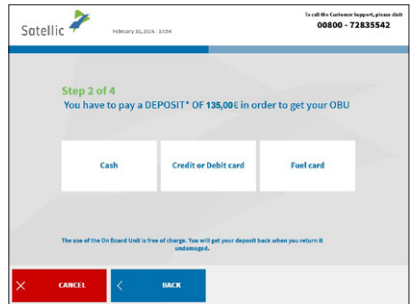 Satellic
February 10, 2016 - 17:04
To call the Customer Support, please dial:
00800 - 72835542
Step 2 of 4
You have to pay a DEPOSIT* OF 135,00€ in order to get your OBU
Cash
Credit or Debit card
Fuel card
The use of the On Board Unit is free of charge. You will get your deposit back when you return it
undamaged.
CANCEL
BACK